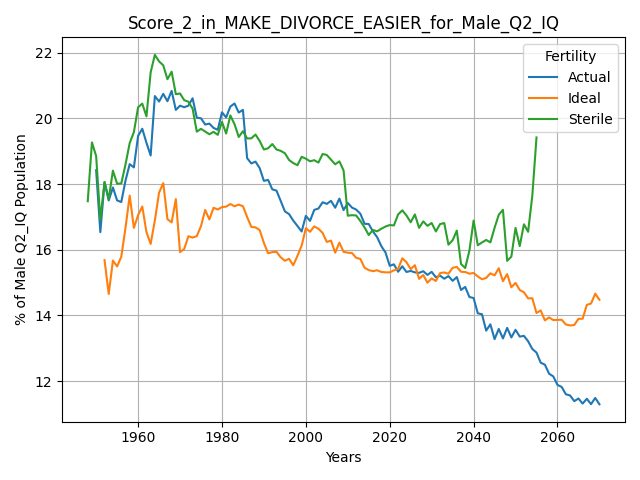 Score_2_in_MAKE_DIVORCE_EASIER_for_Male_Q2_IQ
% of Male Q2_IQ Population
22
20
18
16
14
12
Fertility
Actual
Ideal
Sterile
1960
1980
2000
2020
2040
2060
Years